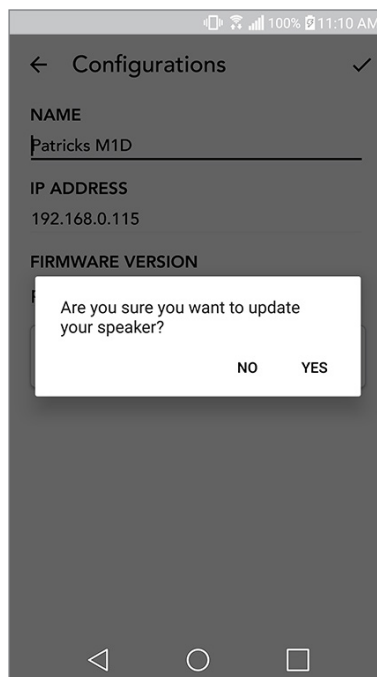 100% 11:10 AM
Configurations
NAME
Patricks M1D
IP ADDRESS
192.168.0.115
FIRMWARE VERSION
Are you sure you want to update
your speaker?
NO YES